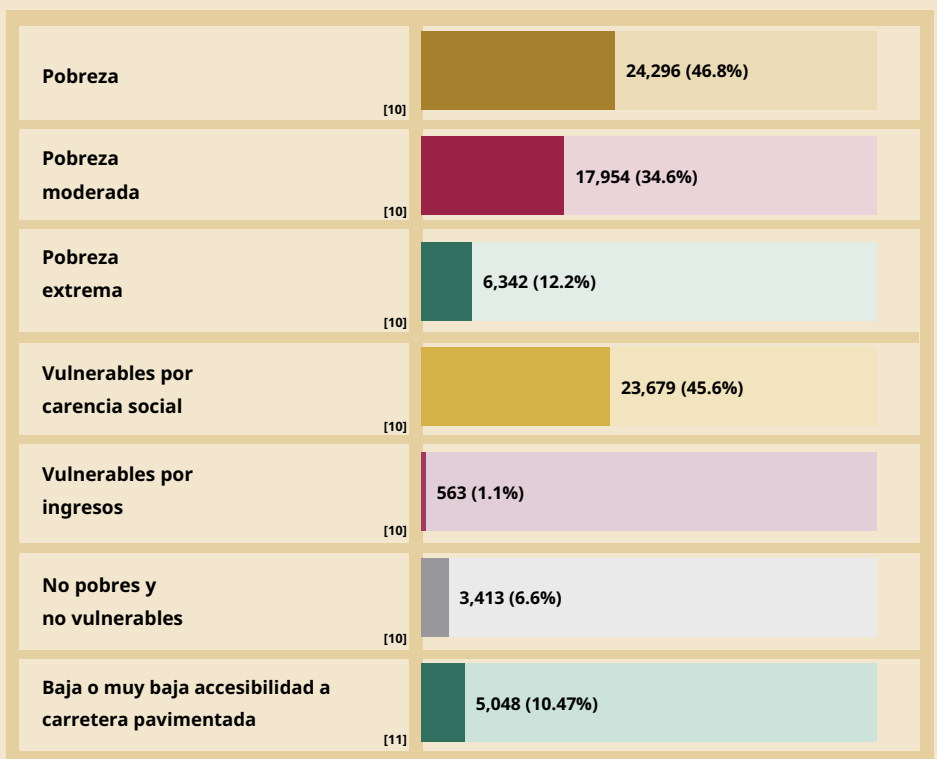 Pobreza
[10]
24,296 (46.8%)
Pobreza
moderada
[10]
17,954 (34.6%)
Pobreza
extrema
[10]
6,342 (12.2%)
Vulnerables por
carencia social
[10]
23,679 (45.6%)
Vulnerables por
ingresos
[10]
563 (1.1%)
No pobres y
no vulnerables
[10]
3,413 (6.6%)
Baja o muy baja accesibilidad a
carretera pavimentada
[11]
5,048 (10.47%)